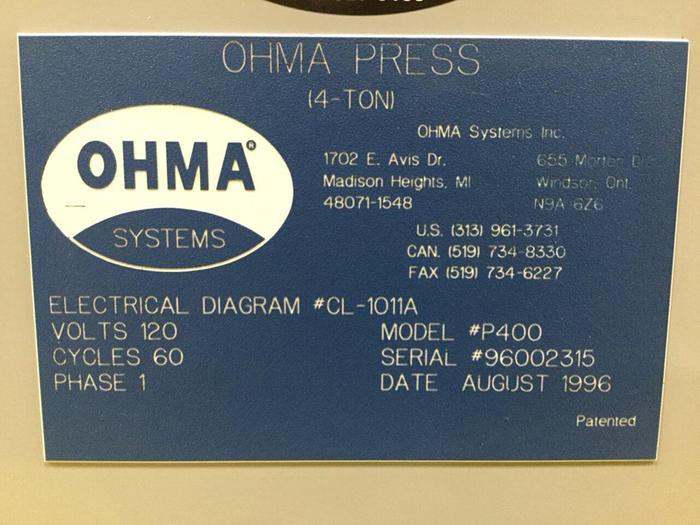 OHMA PRESS
(4-TON)
OHMA®
SYSTEMS
OHMA Systems Inc.
1702 E. Avis Dr.
Madison Heights, MI
48071-1548
655 Morton
Windsor, Ont.
N9A 6Z6
U.S. (313) 961-3731
CAN. (519) 734-8330
FAX (519) 734-6227
ELECTRICAL DIAGRAM #CL-1011A
VOLTS 120
CYCLES 60
PHASE 1
MODEL #P400
SERIAL #96002315
DATE AUGUST 1996
Patented